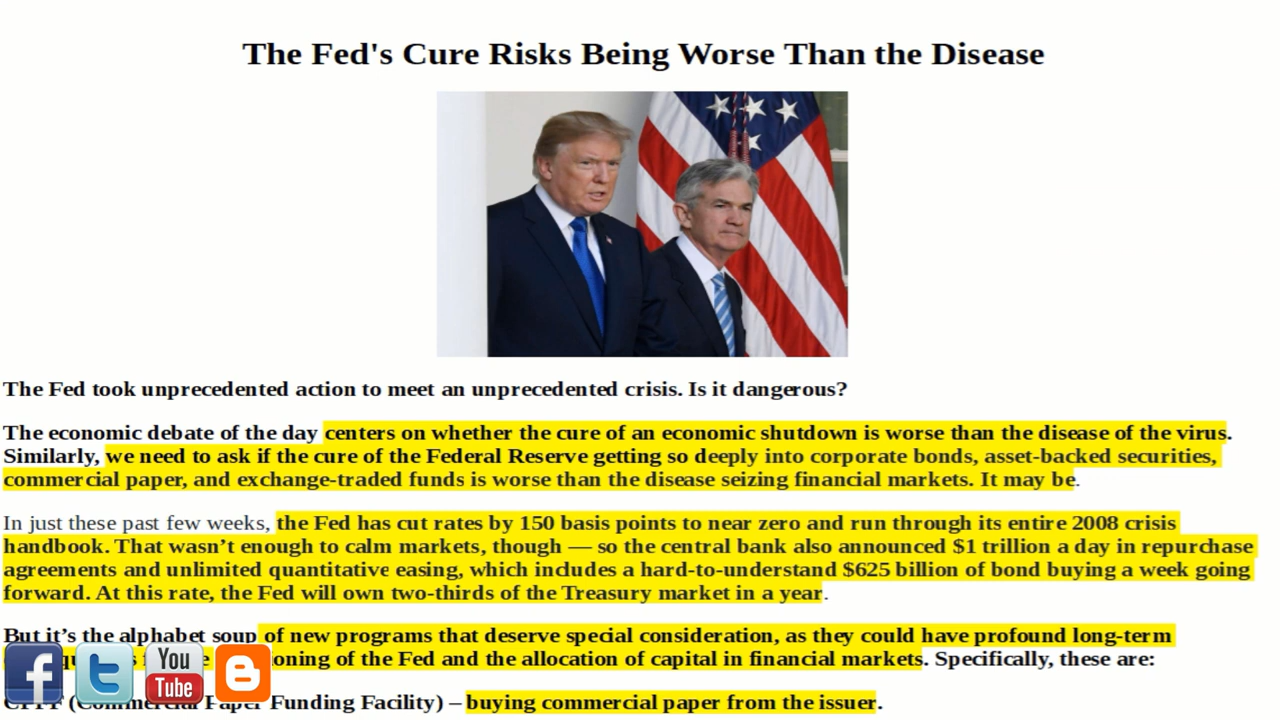 The Fed's Cure Risks Being Worse Than the Disease
The Fed took unprecedented action to meet an unprecedented crisis. Is it dangerous?
The economic debate of the day centers on whether the cure of an economic shutdown is worse than the disease of the virus.
Similarly, we need to ask if the cure of the Federal Reserve getting so deeply into corporate bonds, asset-backed securities,
commercial paper, and exchange-traded funds is worse than the disease seizing financial markets. It may be.
In just these past few weeks, the Fed has cut rates by 150 basis points to near zero and run through its entire 2008 crisis
handbook. That wasn’t enough to calm markets, though — so the central bank also announced $1 trillion a day in repurchase
agreements and unlimited quantitative easing, which includes a hard-to-understand $625 billion of bond buying a week going
forward. At this rate, the Fed will own two-thirds of the Treasury market in a year.
But it’s the alphabet soup of new programs that deserve special consideration, as they could have profound long-term
of the Fed and the allocation of capital in financial markets. Specifically, these are:
(Commercial Paper Funding Facility) – buying commercial paper from the issuer.
f
t
You
Tube
B